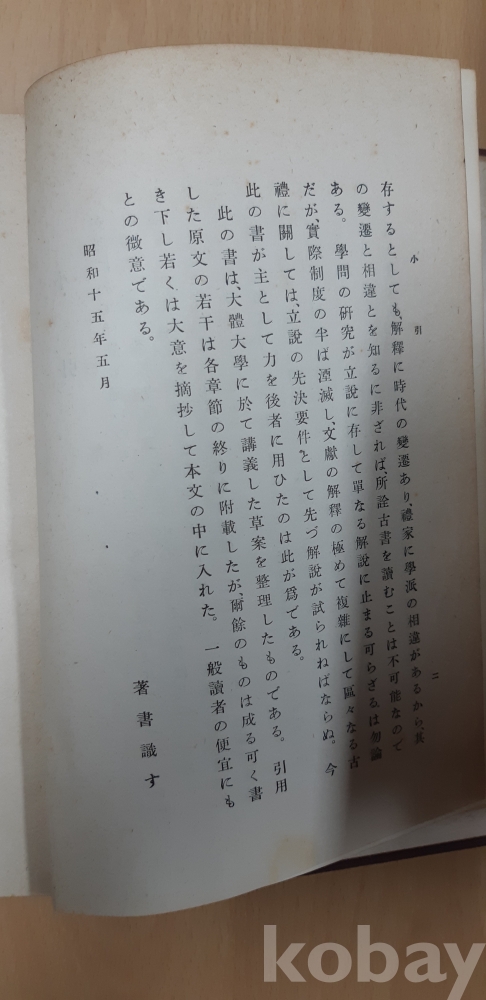 小引
二
存するとしても、解釋に時代の變遷あり、禮家に學派の相違があるから、其
の變遷と相違とを知るに非ざれば、所詮古書を讀むことは不可能なので
ある。學問の研究が立說に存して單なる解說に止まる可らざるは勿論
だが、實際制度の半ば湮滅し、文獻の解釋の極めて複雜にして區々なる古
禮に關しては、立說の先決要件として先づ解說が試られねばならぬ。今
此の書が主として力を後者に用ひたのは此が爲である。
此の書は、大體大學に於て講義した草案を整理したものである。引用
した原文の若干は各章節の終りに附載したが、爾餘のものは成る可く書
き下し若くは大意を摘抄して本文の中に入れた。一般讀者の便宜にも
との微意である。
昭和十五年五月
著書識す
kobay